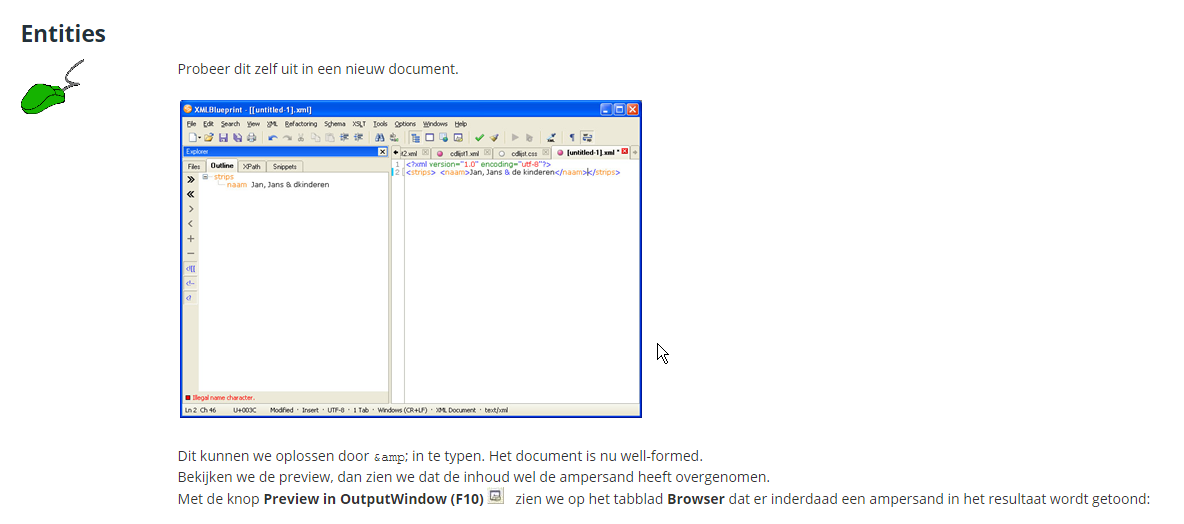 Entities
Probeer dit zelf uit in een nieuw document.
XMLBlueprint - [[untitled-1].xml]
File Edit Search View XML Refactoring Schema XSLT Tools Options Windows Help
Explorer
r2.xml cdlijst1.xml cdlijst.css [untitled-1].xml *
Files Outline XPath Snippets
strips
naam Jan, Jans & dkinderen
1 <?xml version="1.0" encoding="utf-8"?>
2 <strips> <naam>Jan, Jans & de kinderen</naam></strips>
Illegal name character.
Ln 2 Ch 46 U+003C Modified · Insert · UTF-8 · 1 Tab · Windows (CR+LF) · XML Document · text/xml
Dit kunnen we oplossen door &amp; in te typen. Het document is nu well-formed.
Bekijken we de preview, dan zien we dat de inhoud wel de ampersand heeft overgenomen.
Met de knop Preview in OutputWindow (F10) zien we op het tabblad Browser dat er inderdaad een ampersand in het resultaat wordt getoond: